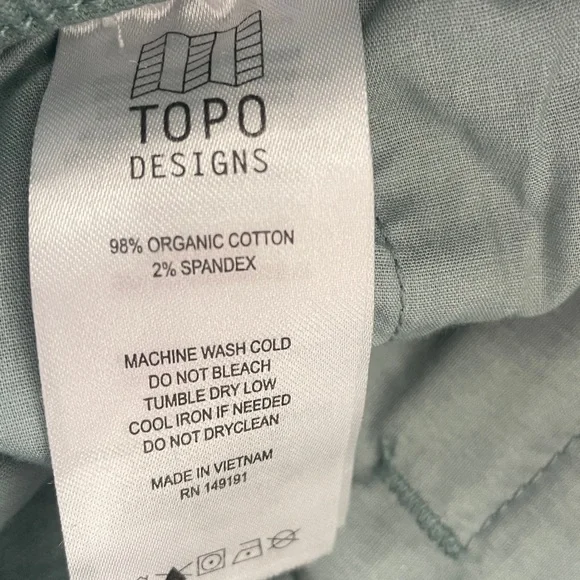 TOPO
DESIGNS
98% ORGANIC COTTON
2% SPANDEX
MACHINE WASH COLD
DO NOT BLEACH
TUMBLE DRY LOW
COOL IRON IF NEEDED
DO NOT DRYCLEAN
MADE IN VIETNAM
RN 149191